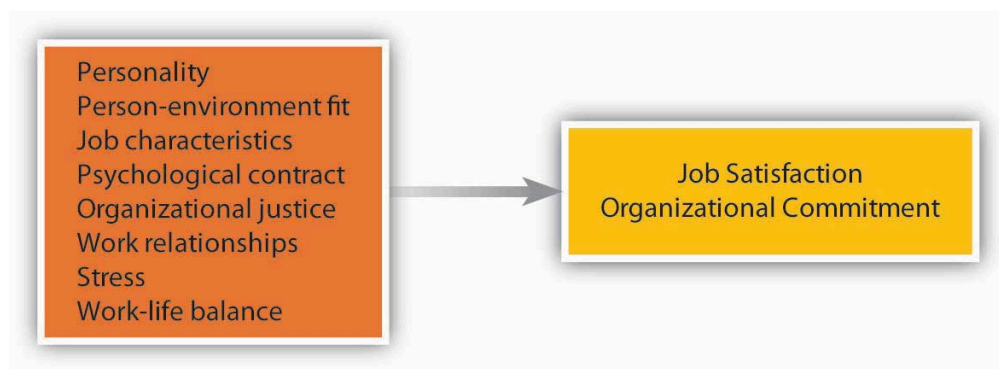 Personality
Person-environment fit
Job characteristics
Psychological contract
Organizational justice
Work relationships
Stress
Work-life balance
Job Satisfaction
Organizational Commitment